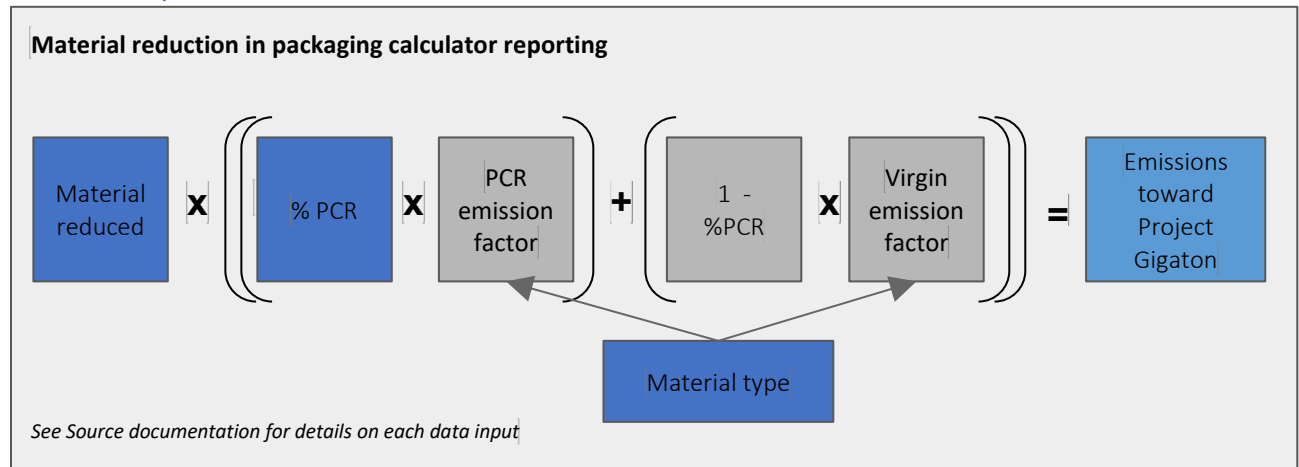 Material reduction in packaging calculator reporting
Material
reduced
x
% PCR
x
PCR
emission
factor
+
1 -
%PCR
x
Virgin
emission
factor
=
Emissions
toward
Project
Gigaton
Material type
See Source documentation for details on each data input